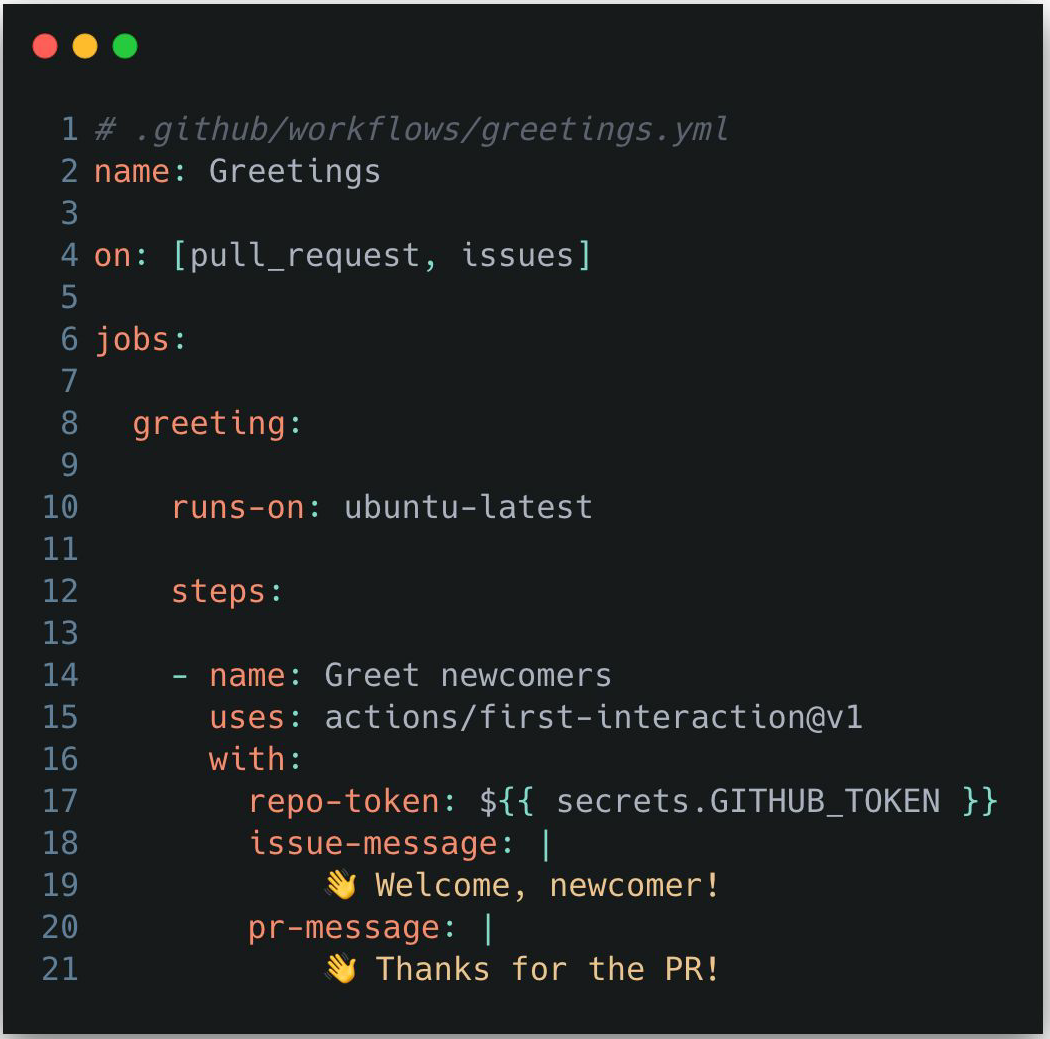 1 # .github/workflows/greetings.yml
2 name: Greetings
3
4 on: [pull_request, issues]
5
6 jobs:
7
8   greeting:
9
10     runs-on: ubuntu-latest
11
12     steps:
13
14     - name: Greet newcomers
15       uses: actions/first-interaction@v1
16       with:
17         repo-token: ${{ secrets.GITHUB_TOKEN }}
18         issue-message: |
19             👋 Welcome, newcomer!
20         pr-message: |
21             👋 Thanks for the PR!